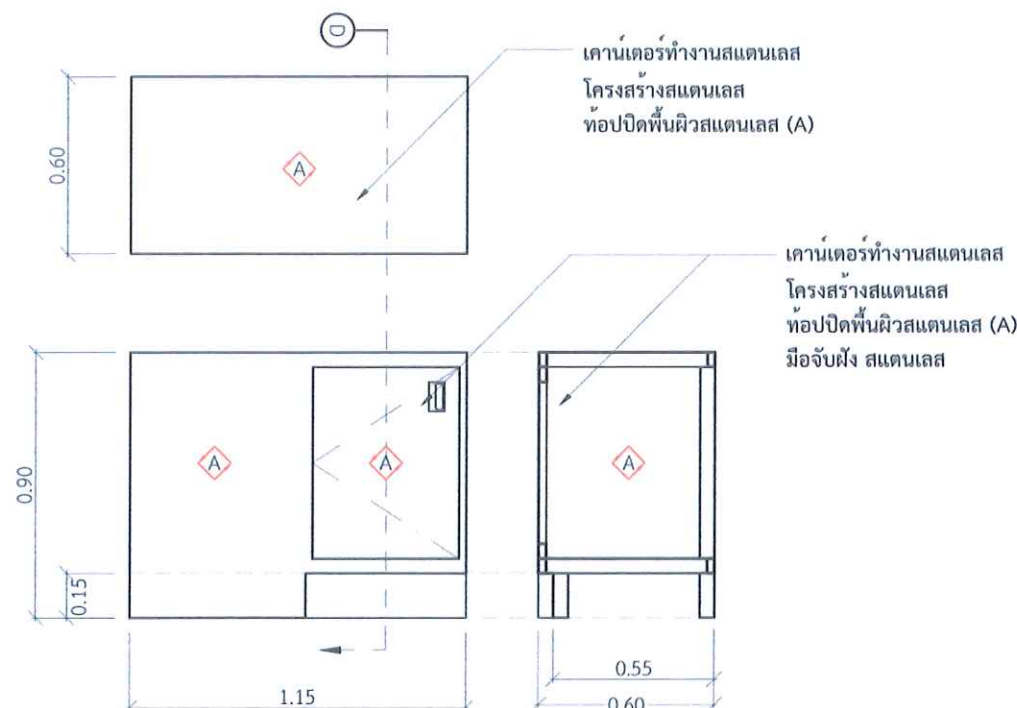 D
เคาน์เตอร์ทำงานสแตนเลส
โครงสร้างสแตนเลส
ท้อปปิดพื้นผิวสแตนเลส (A)
0.60
A
เคาน์เตอร์ทำงานสแตนเลส
โครงสร้างสแตนเลส
ท้อปปิดพื้นผิวสแตนเลส (A)
มือจับฝัง สแตนเลส
0.90
A
A
A
0.15
0.55
1.15
0.60